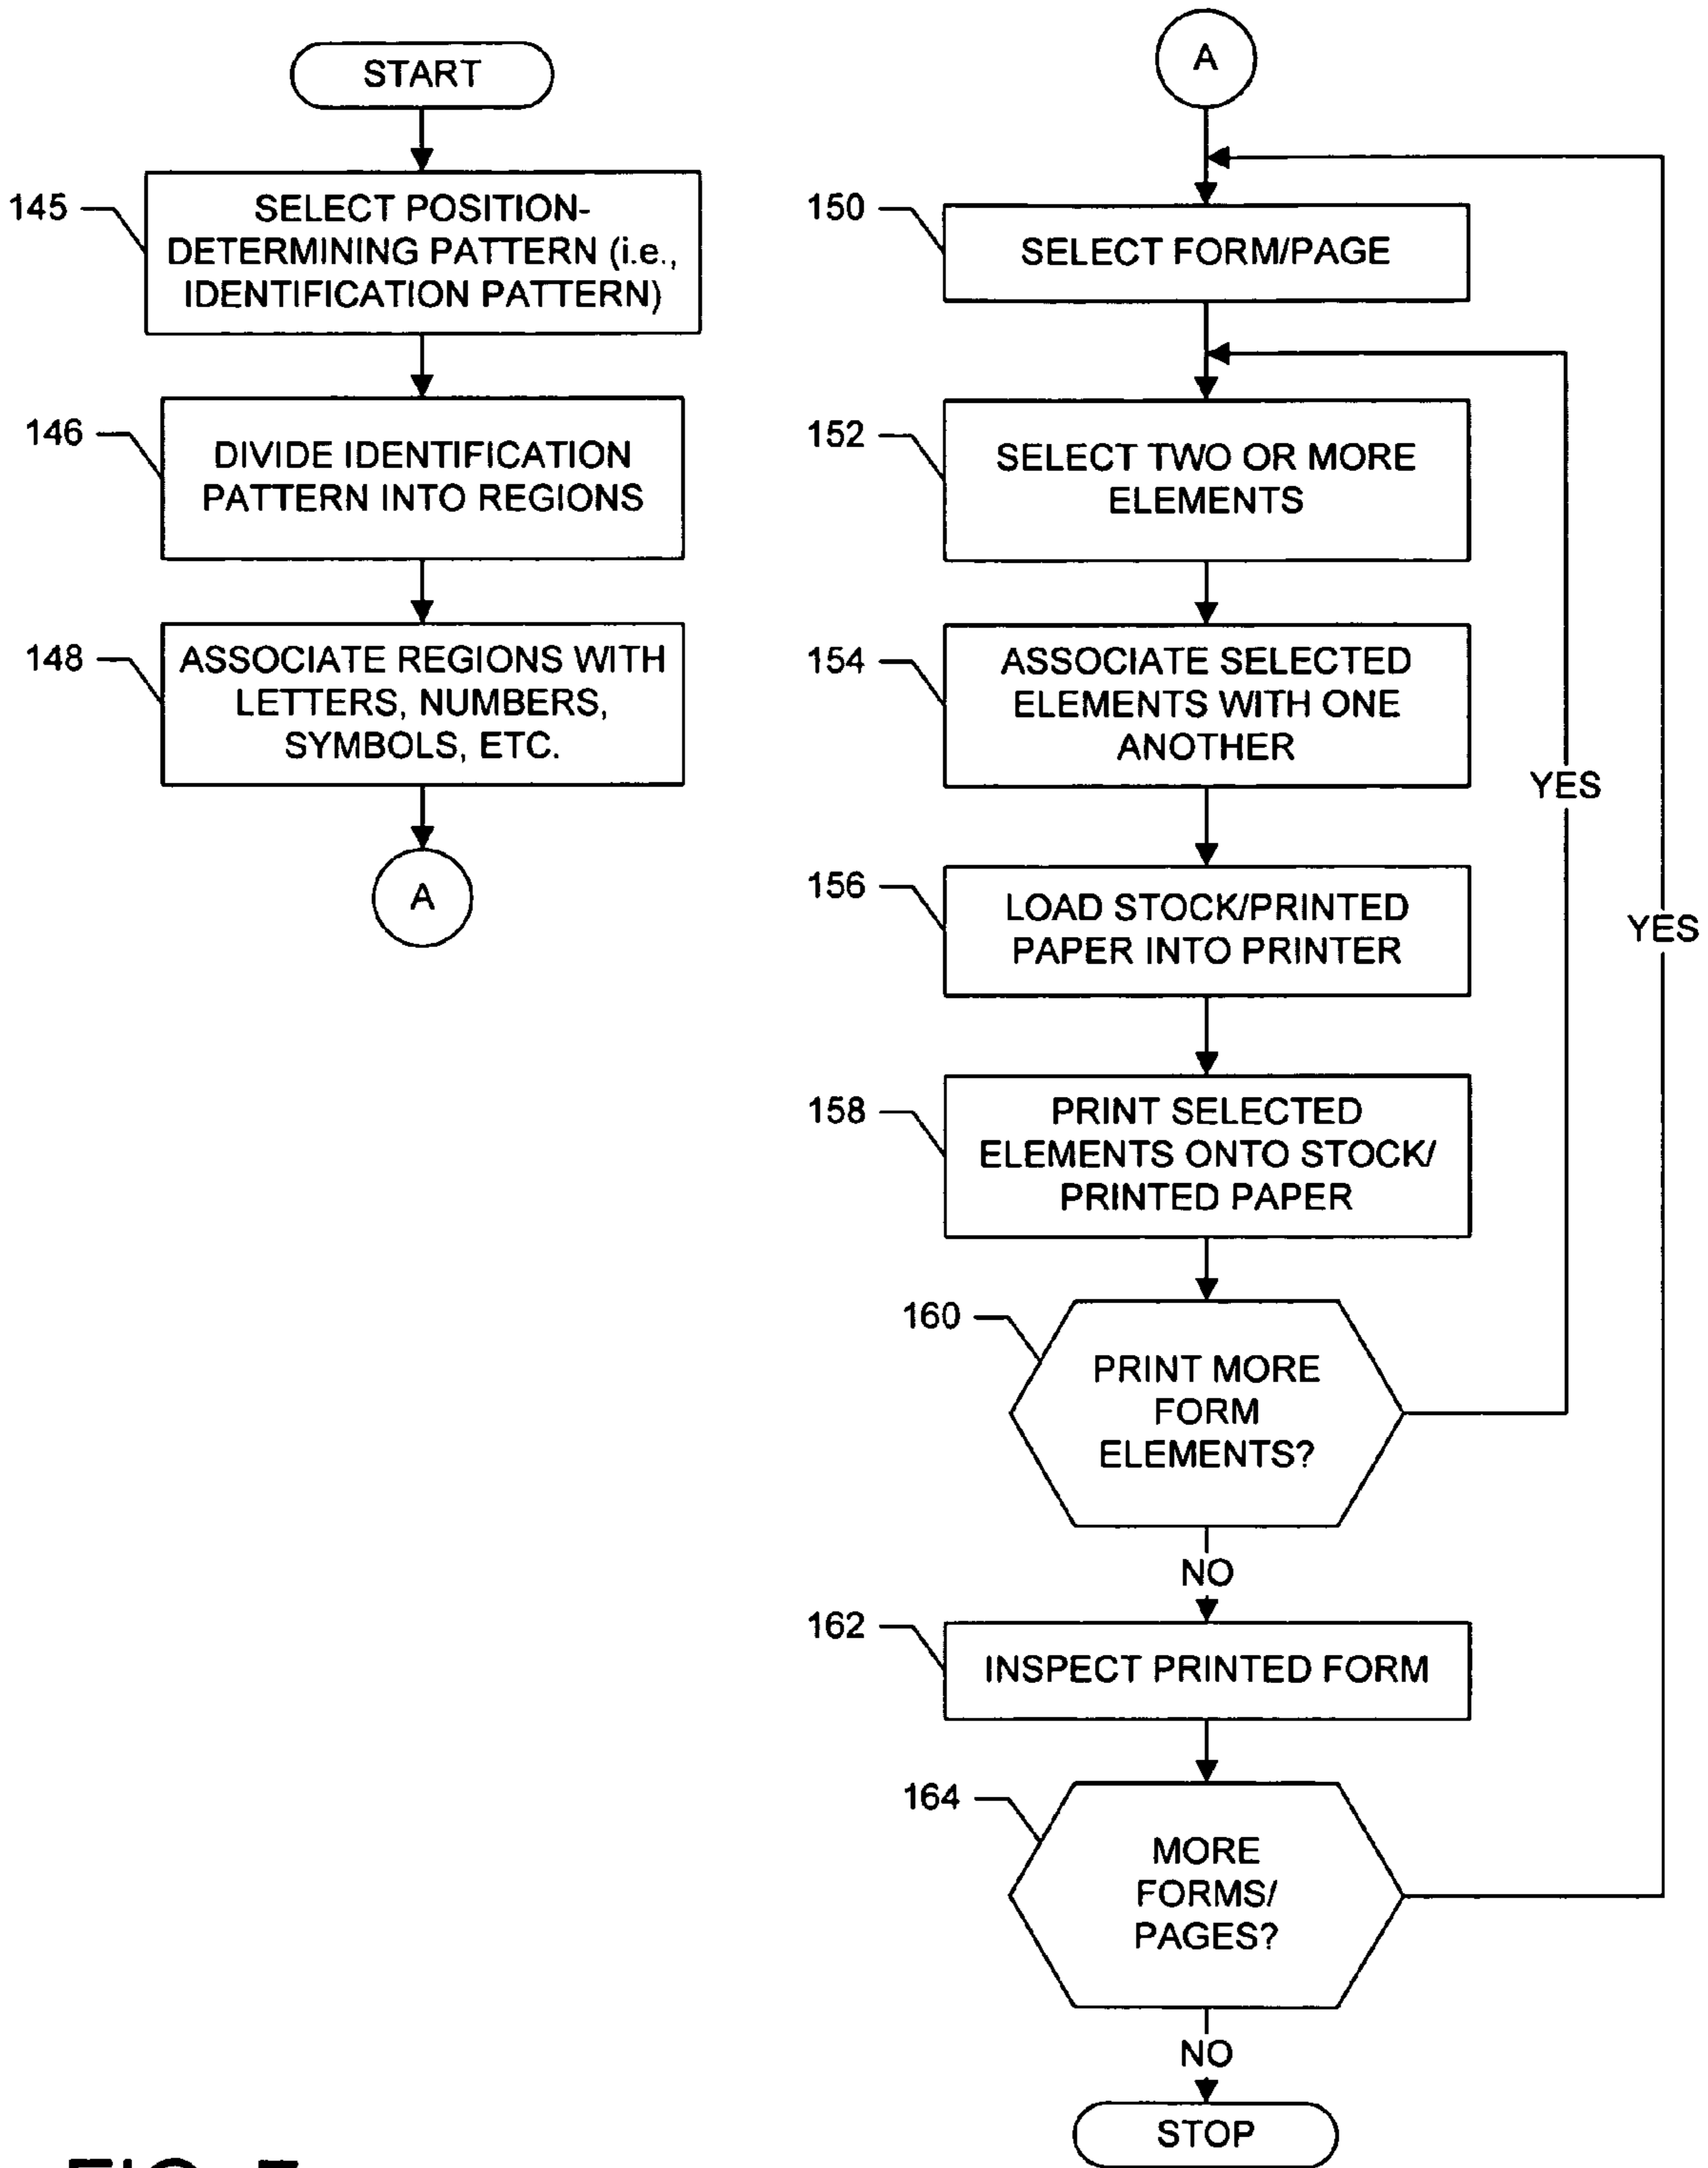 START
145
SELECT POSITION-
DETERMINING PATTERN (i.e.,
IDENTIFICATION PATTERN)
146
DIVIDE IDENTIFICATION
PATTERN INTO REGIONS
148
ASSOCIATE REGIONS WITH
LETTERS, NUMBERS,
SYMBOLS, ETC.
A
A
150
SELECT FORM/PAGE
152
SELECT TWO OR MORE
ELEMENTS
154
ASSOCIATE SELECTED
ELEMENTS WITH ONE
ANOTHER
YES
156
LOAD STOCK/PRINTED
PAPER INTO PRINTER
YES
158
PRINT SELECTED
ELEMENTS ONTO STOCK/
PRINTED PAPER
160
PRINT MORE
FORM
ELEMENTS?
NO
162
INSPECT PRINTED FORM
164
MORE
FORMS/
PAGES?
NO
STOP